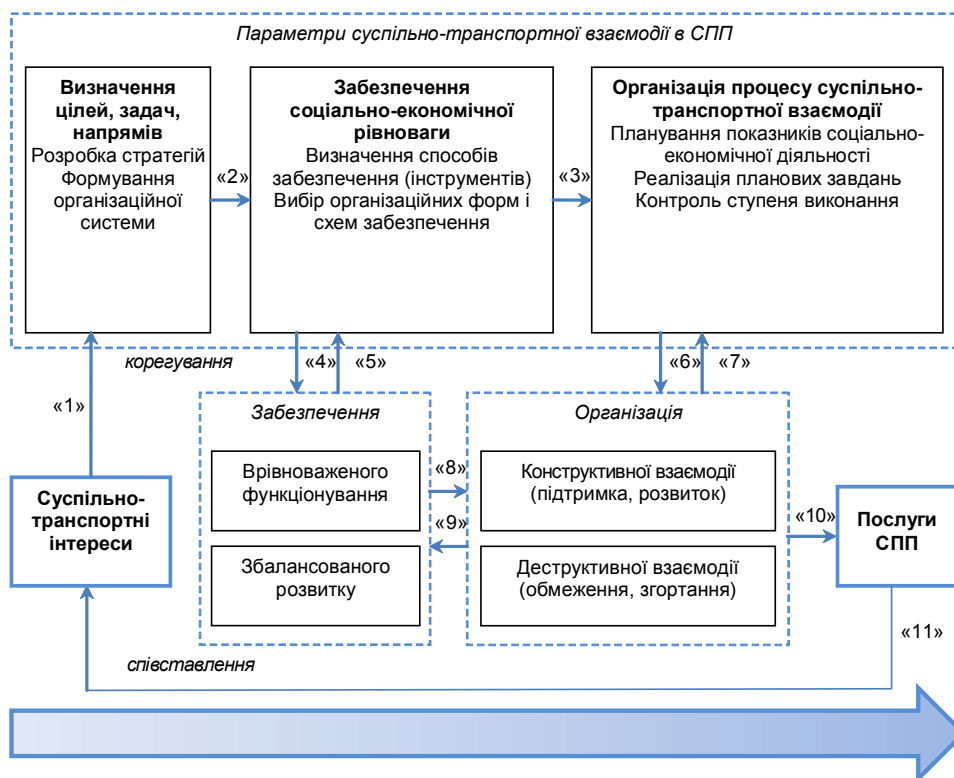 Параметри суспільно-транспортної взаємодії в СПП
Визначення
цілей, задач,
напрямів
Розробка стратегій
Формування
організаційної
системи
«2»
Забезпечення
соціально-економічної
рівноваги
Визначення способів
забезпечення (інструментів)
Вибір організаційних форм і
схем забезпечення
«3»
Організація процесу суспільно-
транспортної взаємодії
Планування показників соціально-
економічної діяльності
Реалізація планових завдань
Контроль ступеня виконання
корегування
«4»
«5»
«6»
«7»
«1»
Забезпечення
Врівноваженого
функціонування
Збалансованого
розвитку
«8»
«9»
Організація
Конструктивної взаємодії
(підтримка, розвиток)
Деструктивної взаємодії
(обмеження, згортання)
«10»
Суспільно-
транспортні
інтереси
Послуги
СПП
«11»
співставлення